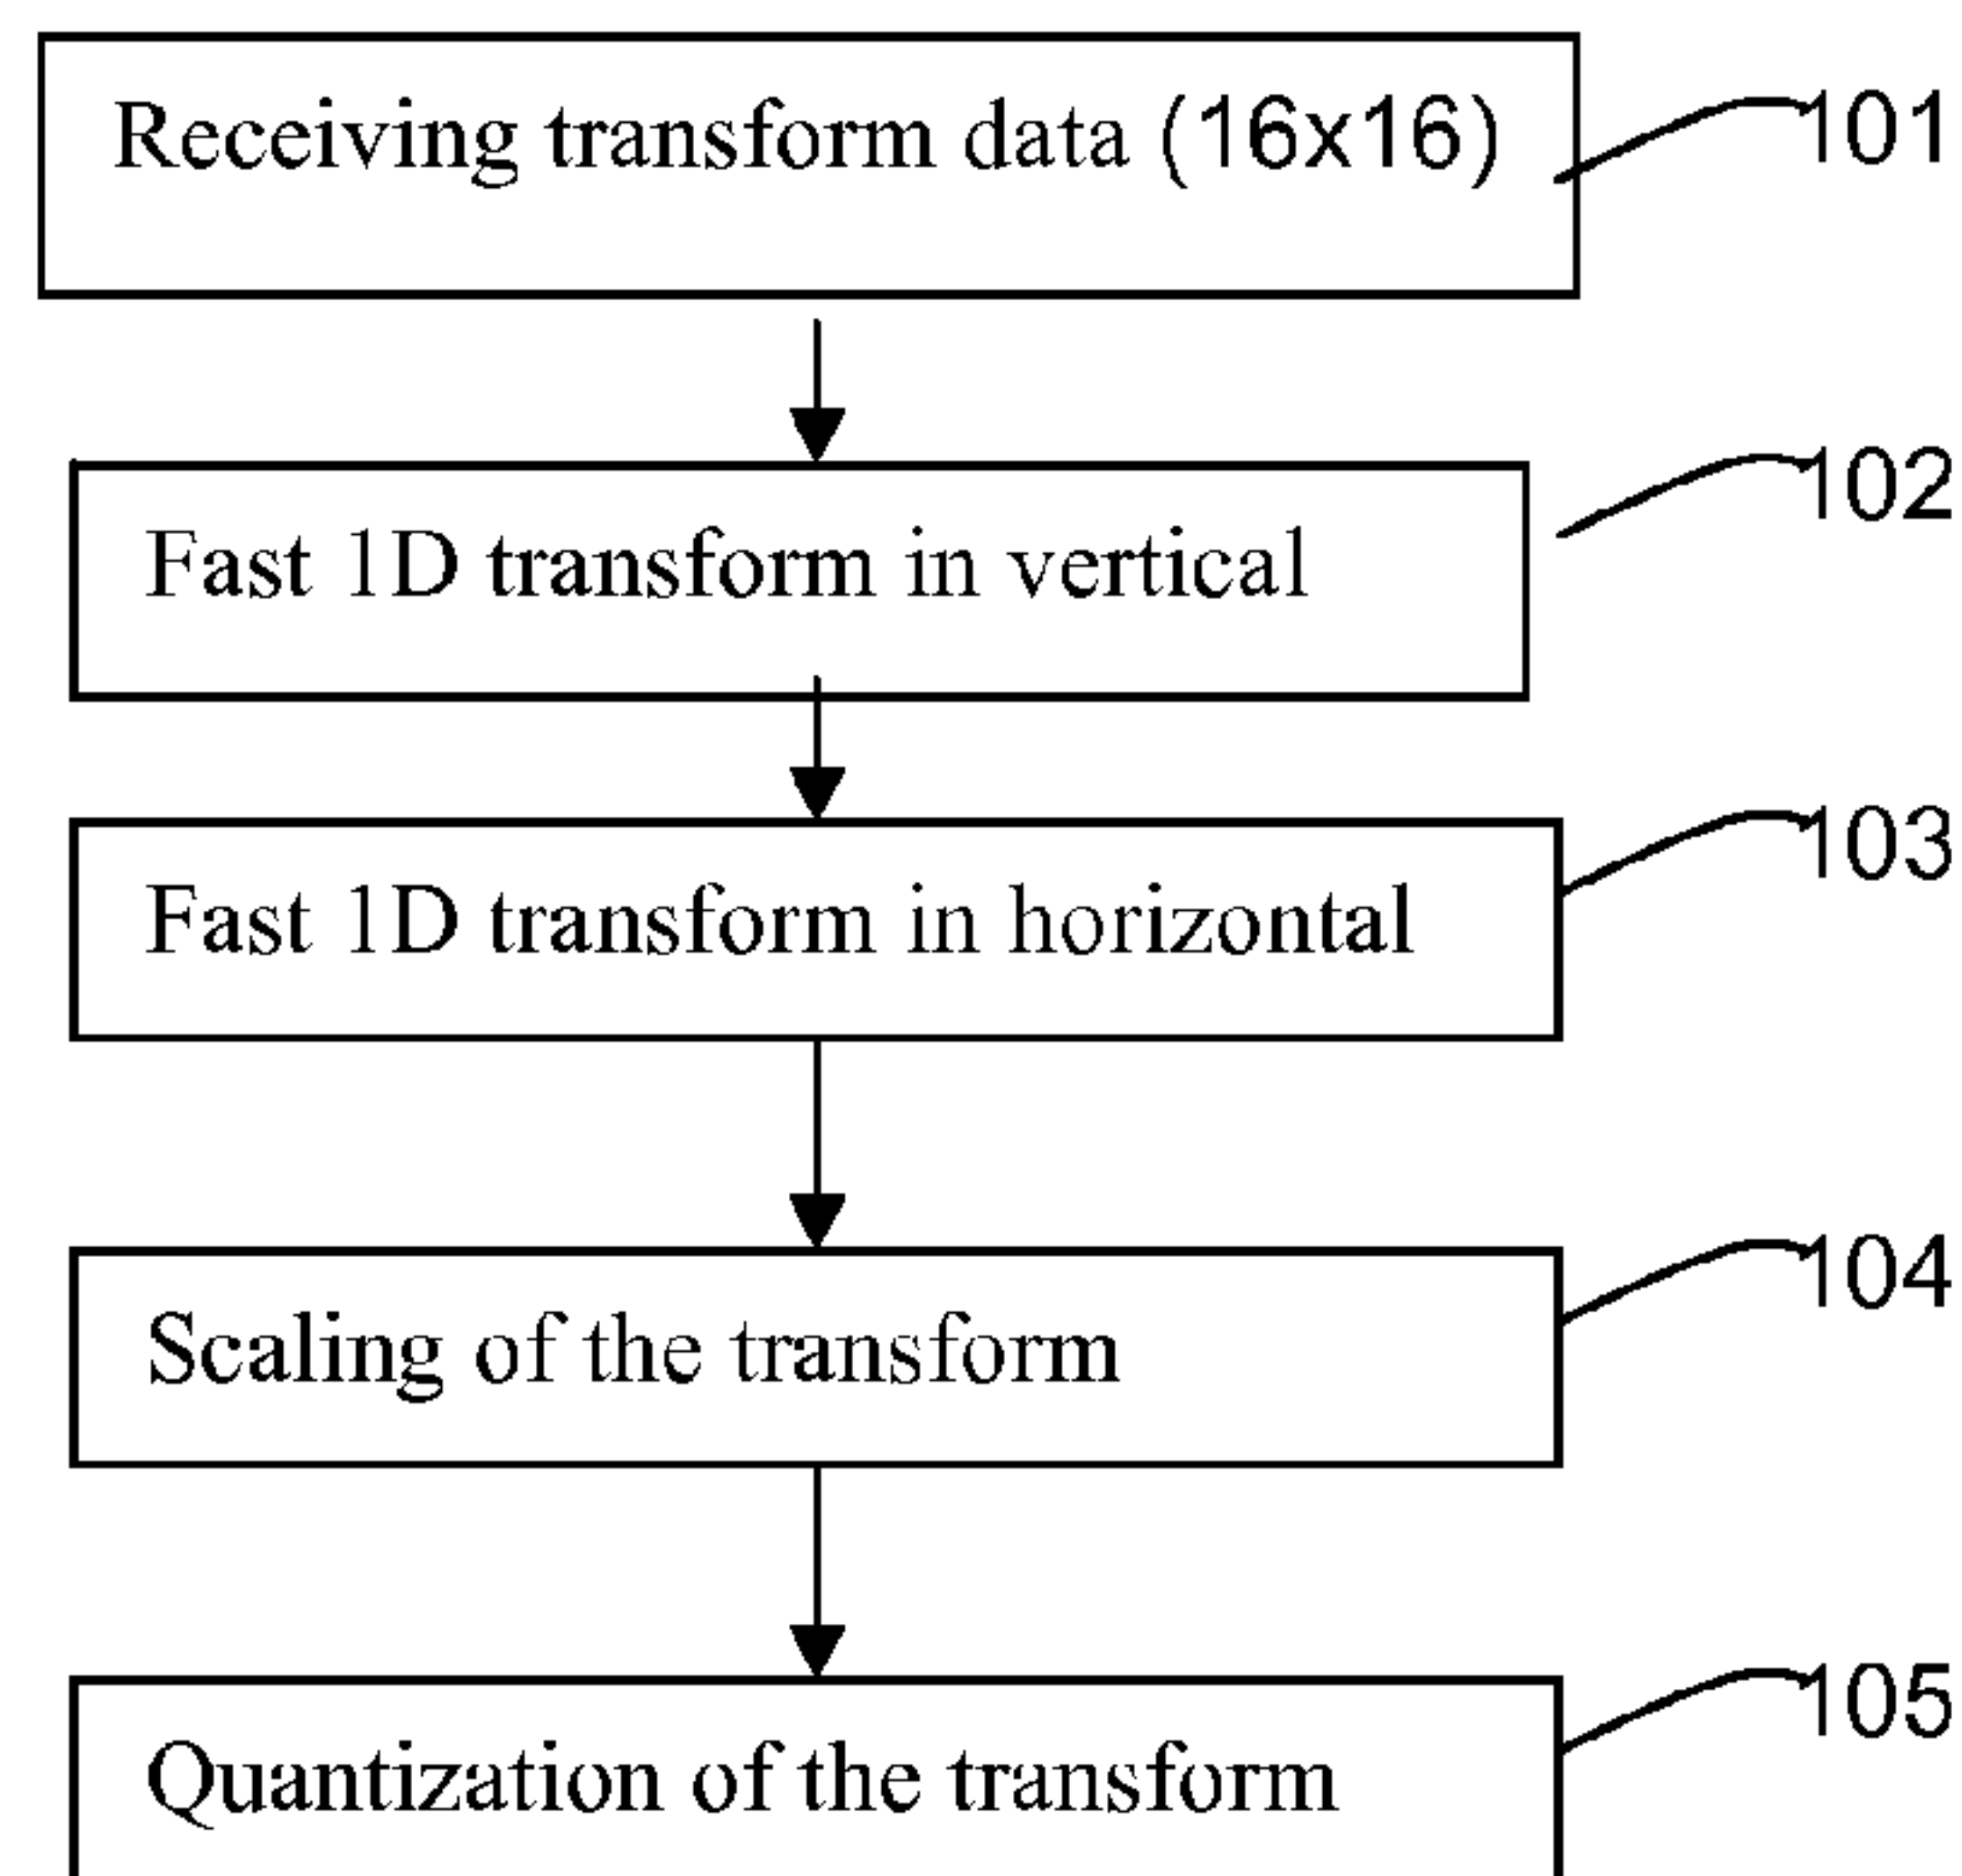 Receiving transform data (16x16)
101
102
Fast 1D transform in vertical
103
Fast 1D transform in horizontal
104
Scaling of the transform
105
Quantization of the transform